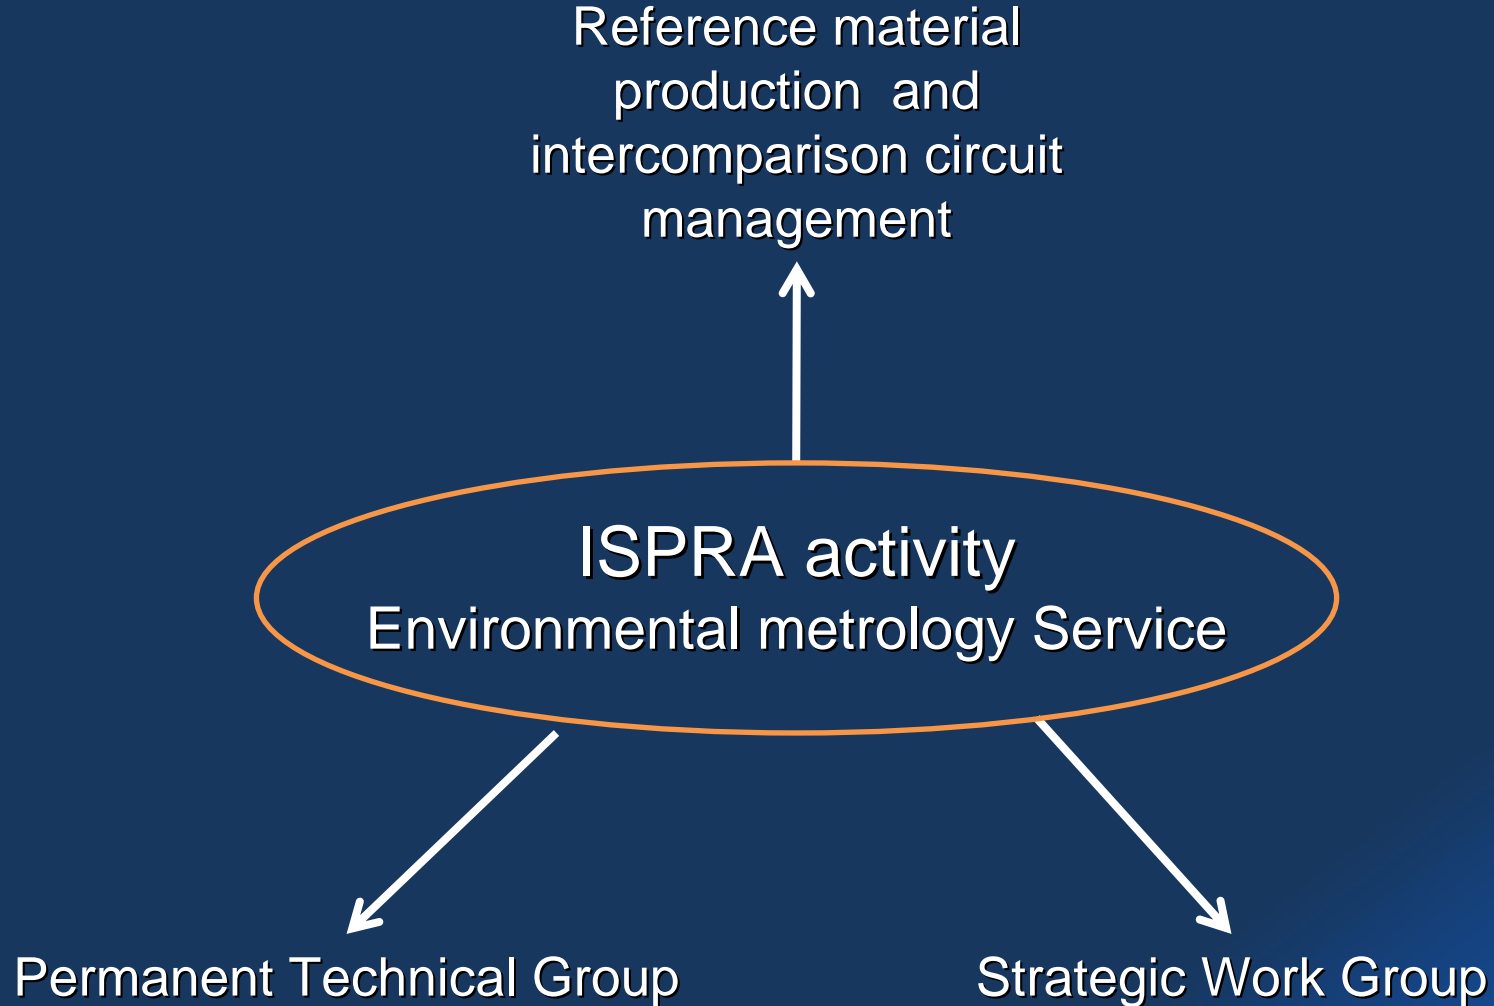 Reference material
production and
intercomparison circuit
management
ISPRA activity
Environmental metrology Service
Permanent Technical Group
Strategic Work Group